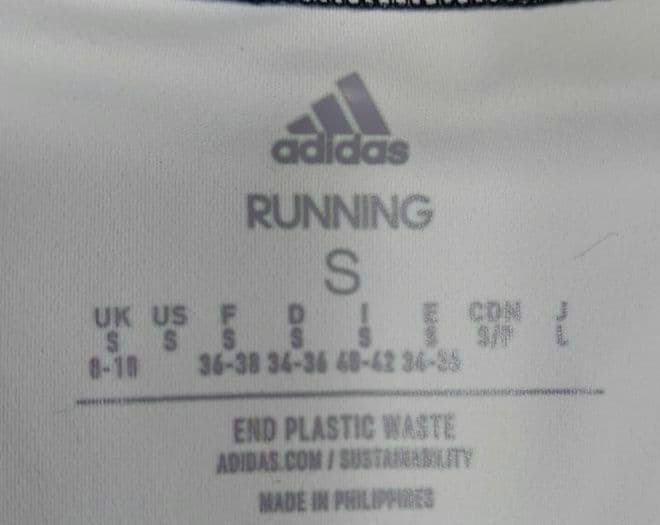 adidas
RUNNING
S
UK US F D I E CDN J
S S S S S S S/P L
8-10 36-38 34-36 40-42 34-36
END PLASTIC WASTE
ADIDAS.COM / SUSTAINABILITY
MADE IN PHILIPPINES